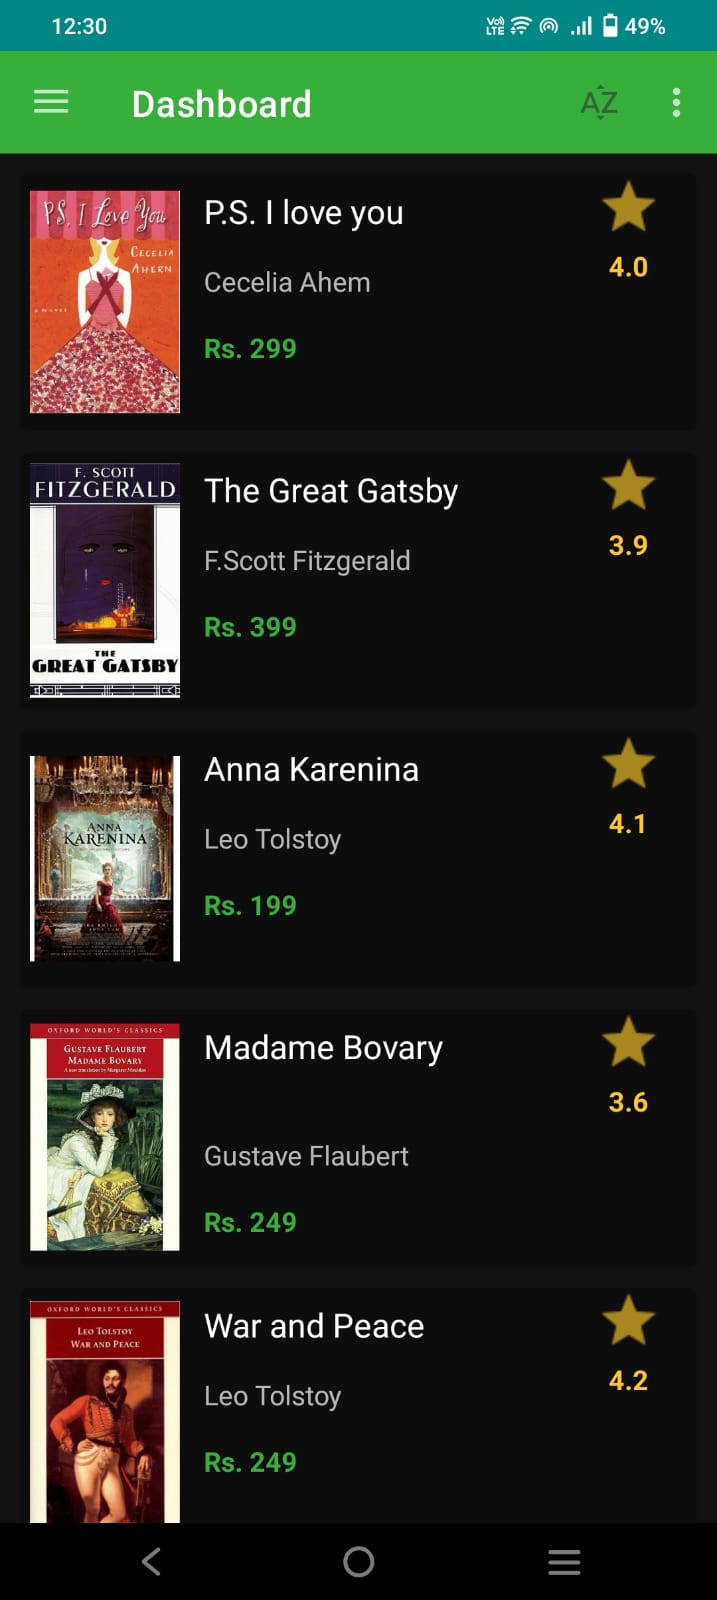 12:30
Vo) LTE 49%
Dashboard
AZ
P.S. I Love You
CECELIA
AHERN
A NOVEL
P.S. I love you
4.0
Cecelia Ahem
Rs. 299
F. SCOTT
FITZGERALD
THE
GREAT GATSBY
The Great Gatsby
3.9
F.Scott Fitzgerald
Rs. 399
ANNA
KARENINA
Anna Karenina
4.1
Leo Tolstoy
Rs. 199
OXFORD WORLD'S CLASSICS
GUSTAVE FLAUBERT
MADAME BOVARY
A new translation by Margaret Mauldon
Madame Bovary
3.6
Gustave Flaubert
Rs. 249
OXFORD WORLD'S CLASSICS
LEO TOLSTOY
WAR AND PEACE
War and Peace
4.2
Leo Tolstoy
Rs. 249